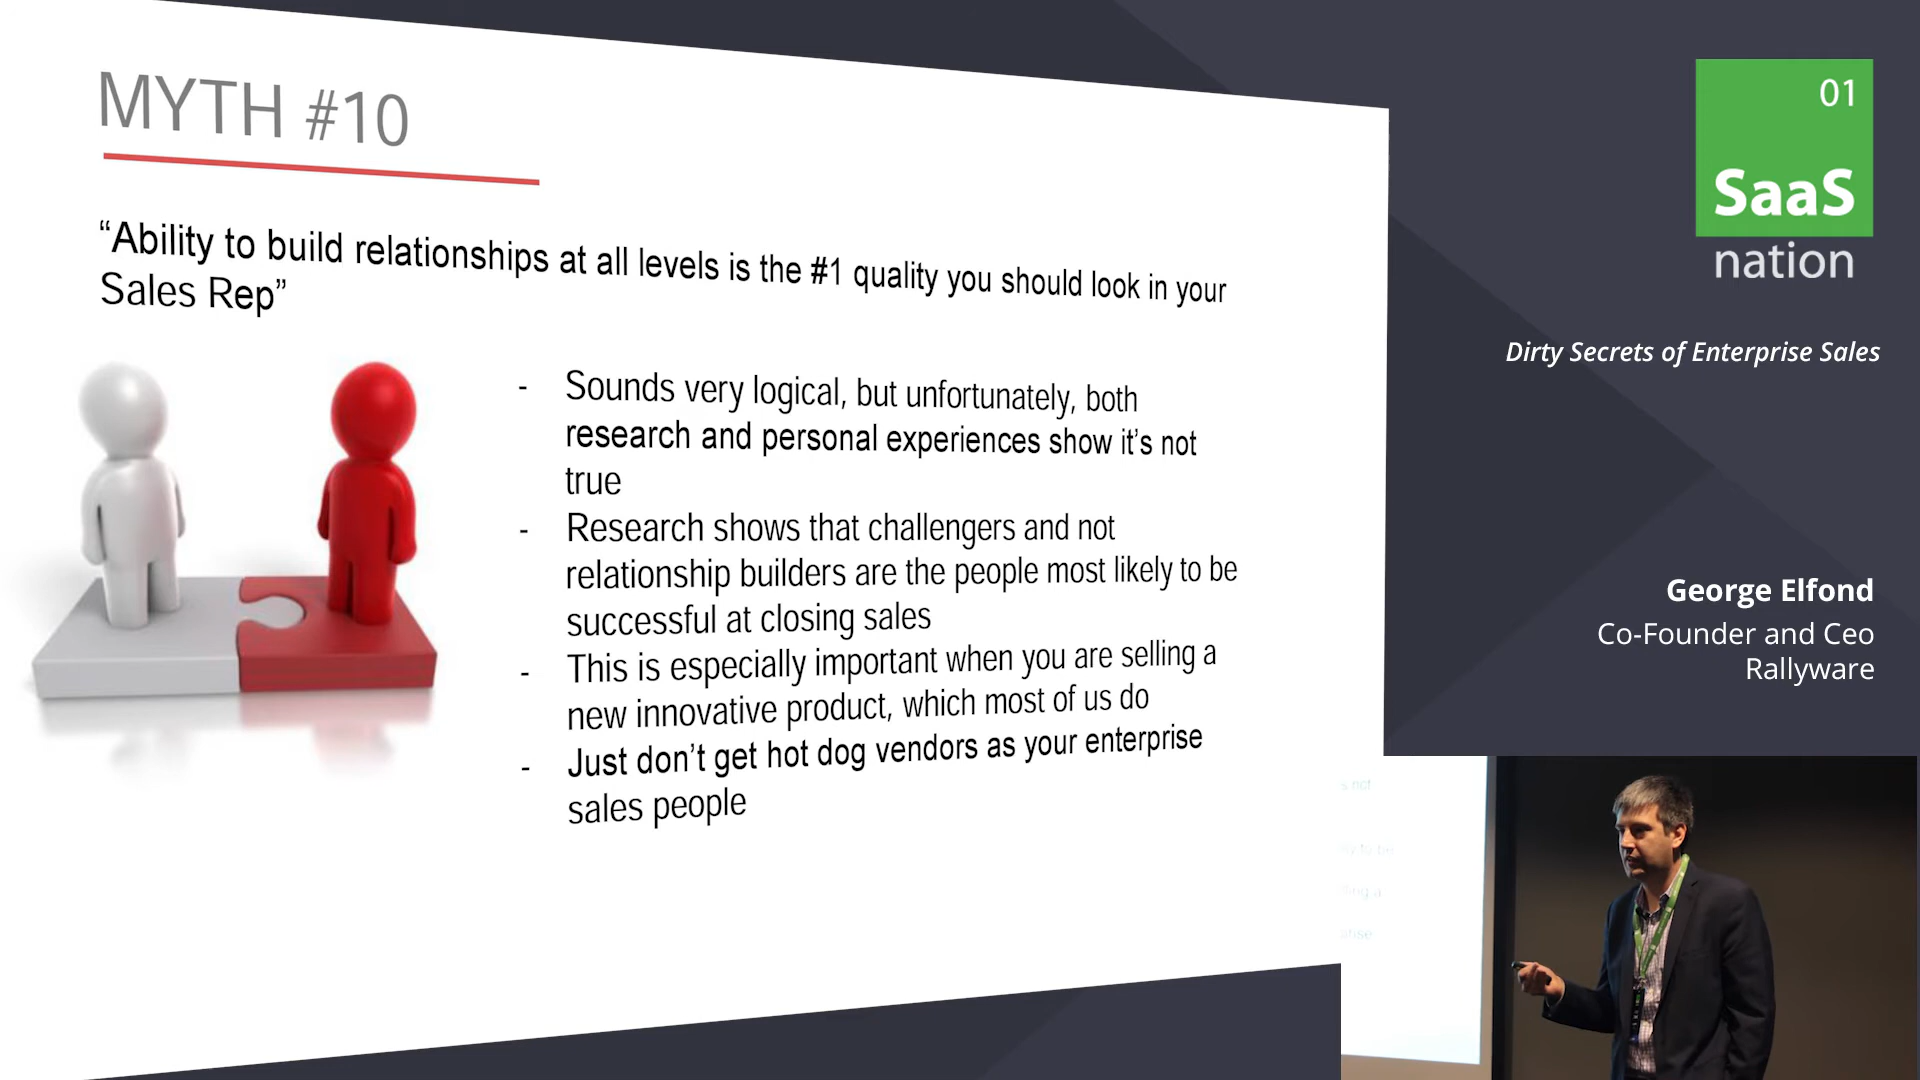 MYTH #10
“Ability to build relationships at all levels is the #1 quality you should look in your
Sales Rep”
- Sounds very logical, but unfortunately, both
research and personal experiences show it’s not
true
- Research shows that challengers and not
relationship builders are the people most likely to be
successful at closing sales
- This is especially important when you are selling a
new innovative product, which most of us do
- Just don’t get hot dog vendors as your enterprise
sales people
01
SaaS
nation
Dirty Secrets of Enterprise Sales
George Elfond
Co-Founder and Ceo
Rallyware
s not
ly to be
lling a